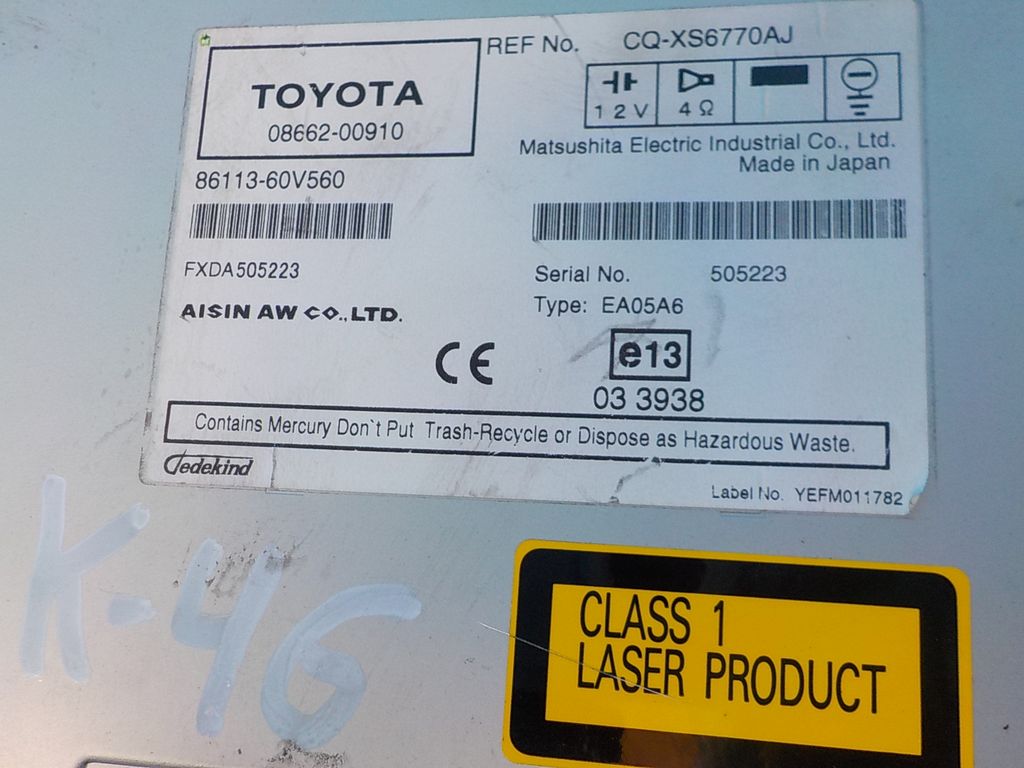 REF No. CQ-XS6770AJ
TOYOTA
08662-00910
12V 4Ω
Matsushita Electric Industrial Co., Ltd.
Made in Japan
86113-60V560
FXDA505223
Serial No. 505223
Type: EA05A6
AISIN AW CO., LTD.
CE
e13
03 3938
Contains Mercury Don`t Put Trash-Recycle or Dispose as Hazardous Waste.
Jedekind
Label No. YEFM011782
K-46
CLASS 1
LASER PRODUCT